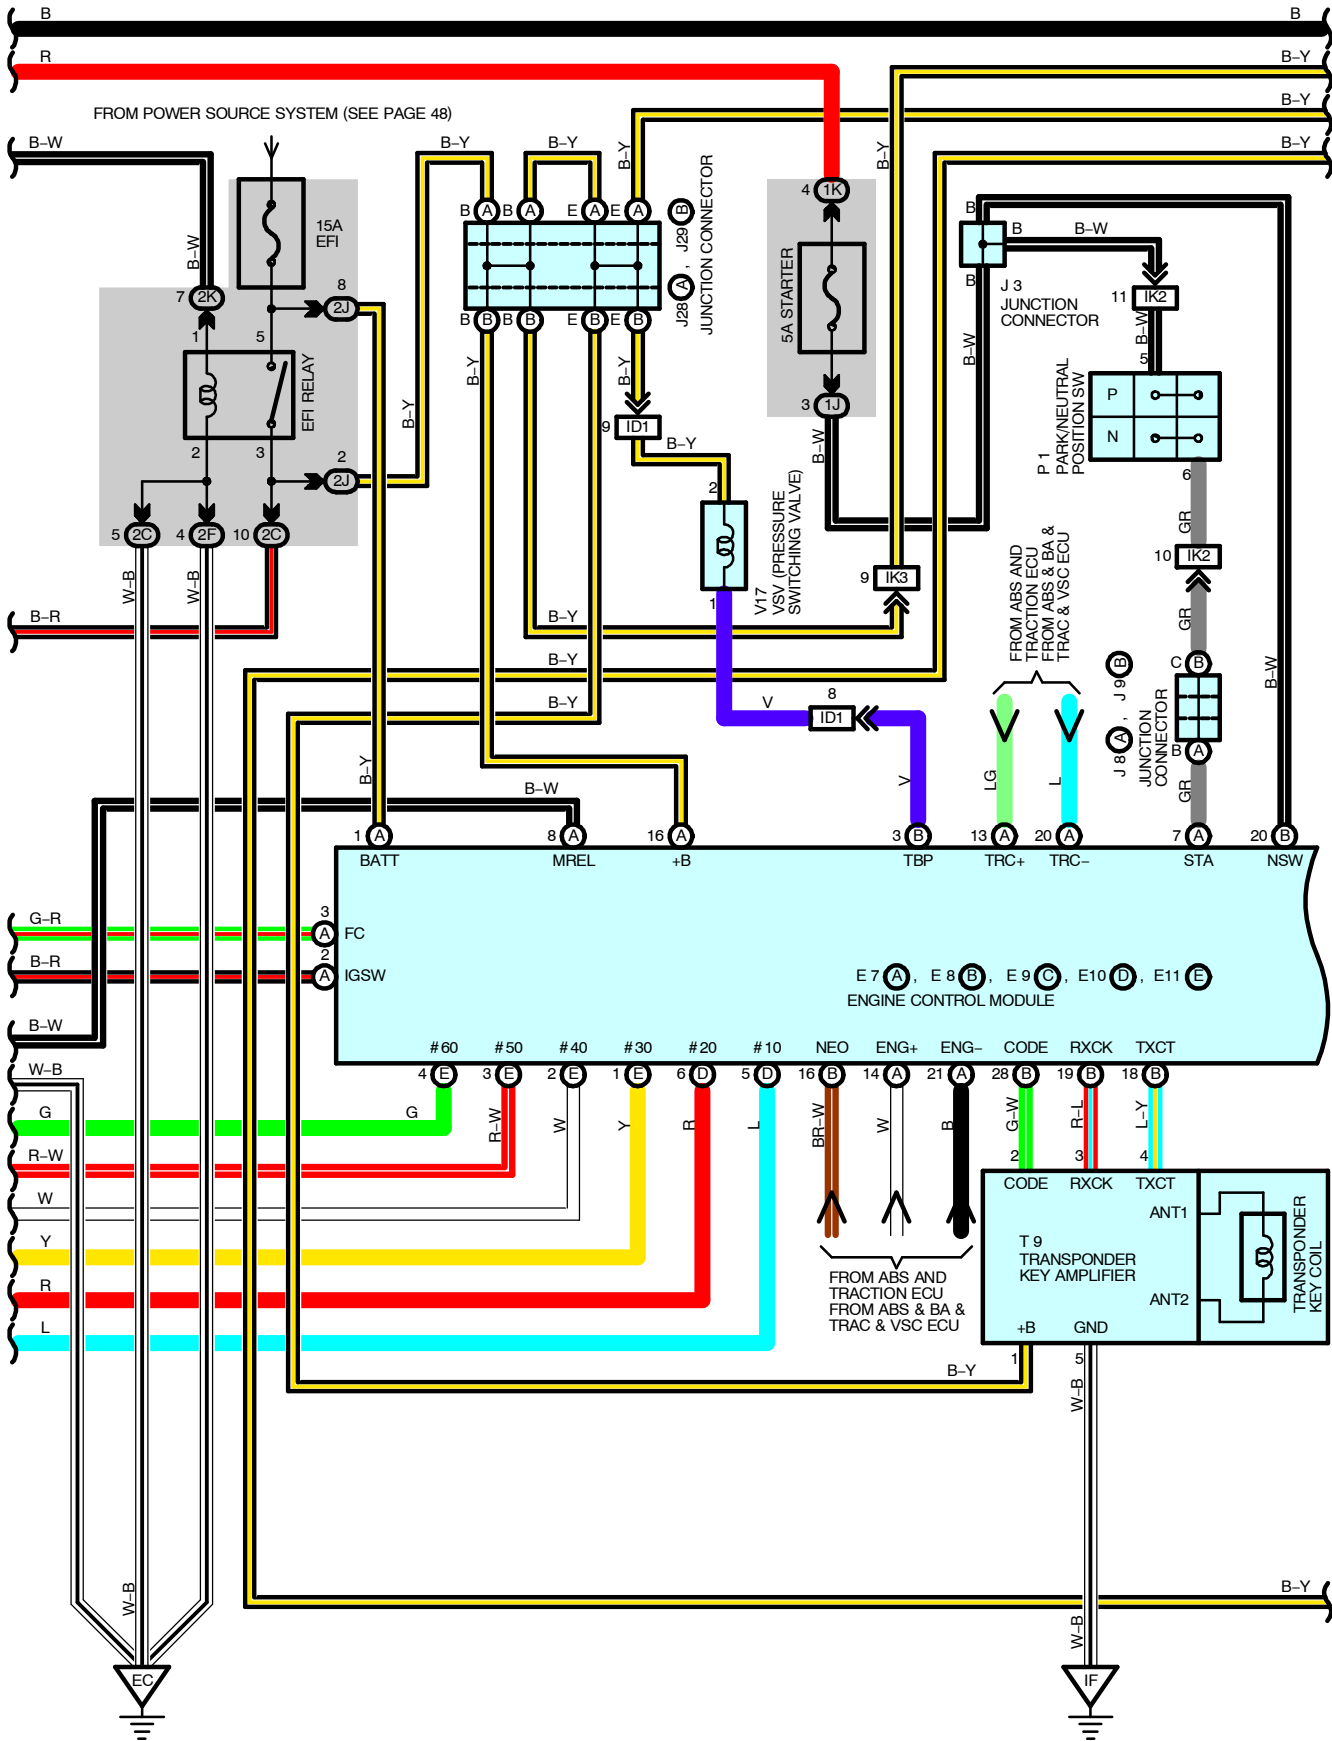 B
B
R
B–Y
FROM POWER SOURCE SYSTEM (SEE PAGE 48)
B–Y
B–W
B–Y
B–Y
B–Y
B–Y
B–Y
B–Y
4
1K
15A
EFI
B
A
B
A
E
A
E
A
J28
A
, J29
B
JUNCTION CONNECTOR
B–W
5A STARTER
B
B
B–W
B
J 3
JUNCTION
CONNECTOR
11
IK2
7
2K
8
2J
1
5
B
B
B
B
E
B
E
B
EFI RELAY
B–Y
B–Y
B–W
B–W
5
P
N
P 1
PARK/NEUTRAL
POSITION SW
6
B–Y
3
1J
9
ID1
B–Y
B–W
2
3
2
2J
2
V17
VSV (PRESSURE
SWITCHING VALVE)
1
GR
10
IK2
5
2C
4
2F
10
2C
9
IK3
FROM ABS AND
TRACTION ECU
FROM ABS & BA &
TRAC & VSC ECU
W–B
W–B
B–R
B–Y
GR
B–Y
C
B
J 8
A
, J 9
B
JUNCTION
CONNECTOR
B–W
B–Y
V
8
ID1
B
A
B–Y
B–W
V
LG
L
GR
1
A
8
A
16
A
3
B
13
A
20
A
7
A
20
B
BATT
MREL
+B
TBP
TRC+
TRC–
STA
NSW
G–R
3
A
FC
B–R
2
A
IGSW
E 7
A
, E 8
B
, E 9
C
, E10
D
, E11
E
ENGINE CONTROL MODULE
B–W
#60
#50
#40
#30
#20
#10
NEO
ENG+
ENG–
CODE
RXCK
TXCT
W–B
4
E
3
E
2
E
1
E
6
D
5
D
16
B
14
A
21
A
28
B
19
B
18
B
G
G
R–W
W
Y
R
L
BR–W
W
B
G–W
R–L
L–Y
R–W
2
3
4
CODE
RXCK
TXCT
W
ANT1
T 9
TRANSPONDER
KEY AMPLIFIER
TRANSPONDER
KEY COIL
Y
FROM ABS AND
TRACTION ECU
FROM ABS & BA &
TRAC & VSC ECU
R
ANT2
L
+B
GND
1
5
B–Y
W–B
B–Y
W–B
W–B
EC
IF